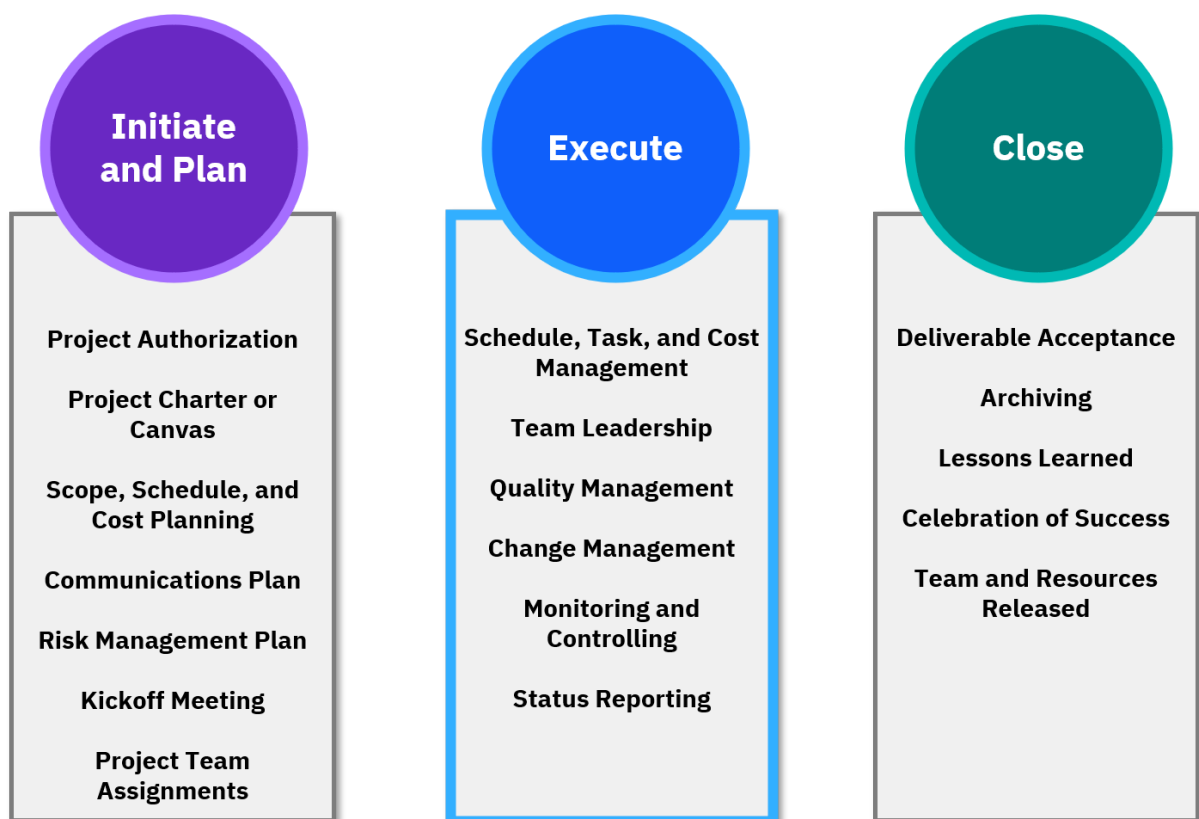 Initiate
and Plan
Project Authorization
Project Charter or
Canvas
Scope, Schedule, and
Cost Planning
Communications Plan
Risk Management Plan
Kickoff Meeting
Project Team
Assignments
Execute
Schedule, Task, and Cost
Management
Team Leadership
Quality Management
Change Management
Monitoring and
Controlling
Status Reporting
Close
Deliverable Acceptance
Archiving
Lessons Learned
Celebration of Success
Team and Resources
Released